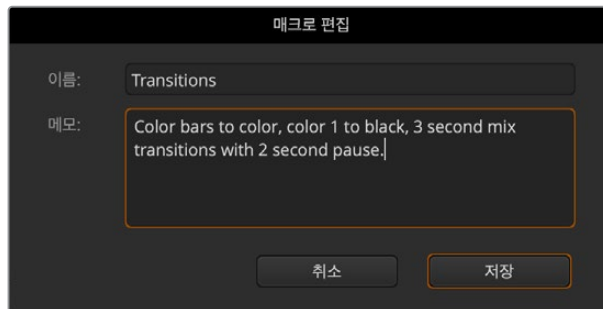 매크로 편집
이름: Transitions
메모: Color bars to color, color 1 to black, 3 second mix
transitions with 2 second pause.
취소 저장